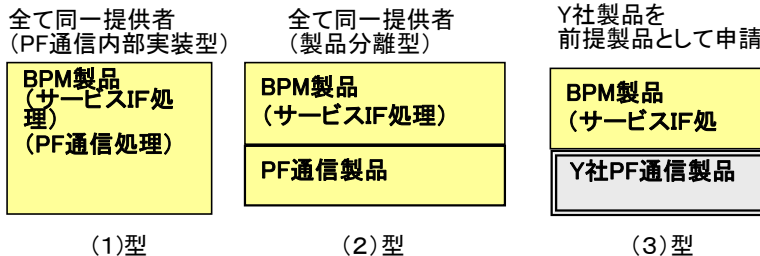 全て同一提供者
（PF通信内部実装型）
BPM製品
（サービスIF処
理）
（PF通信処理）
（１）型
全て同一提供者
（製品分離型）
BPM製品
（サービスIF処理）
PF通信製品
（２）型
Y社製品を
前提製品として申請
BPM製品
（サービスIF処
Y社PF通信製品
（３）型